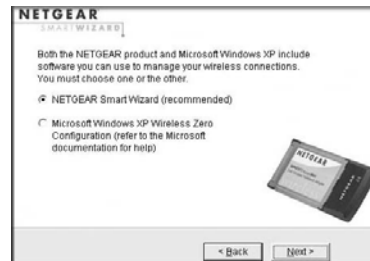 NETGEAR
SMARTWIZARD
Both the NETGEAR product and Microsoft Windows XP include
software you can use to manage your wireless connections.
You must choose one or the other.
NETGEAR Smart Wizard (recommended)
Microsoft Windows XP Wireless Zero
Configuration (refer to the Microsoft
documentation for help)
NETGEAR
< Back
Next >